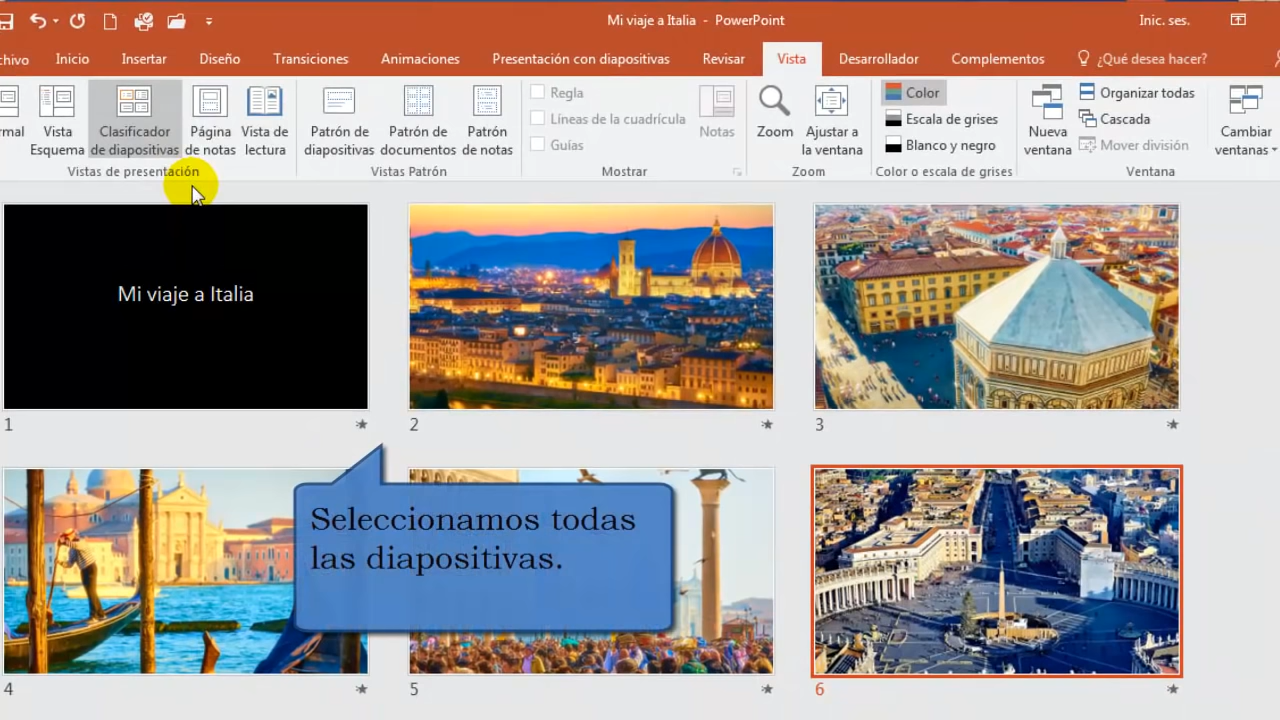 Mi viaje a Italia - PowerPoint
Inic. ses.
chivo Inicio Insertar Diseño Transiciones Animaciones Presentación con diapositivas Revisar Vista Desarrollador Complementos ¿Qué desea hacer?
rmal
Vista
Esquema
Clasificador
de diapositivas
Página
de notas
Vista de
lectura
Vistas de presentación
Patrón de
diapositivas
Patrón de
documentos
Patrón
de notas
Vistas Patrón
Regla
Líneas de la cuadrícula
Guías
Notas
Mostrar
Zoom
Ajustar a
la ventana
Zoom
Color
Escala de grises
Blanco y negro
Color o escala de grises
Nueva
ventana
Organizar todas
Cascada
Mover división
Cambiar
ventanas
Ventana
Mi viaje a Italia
1
2
3
Seleccionamos todas
las diapositivas.
4
5
6